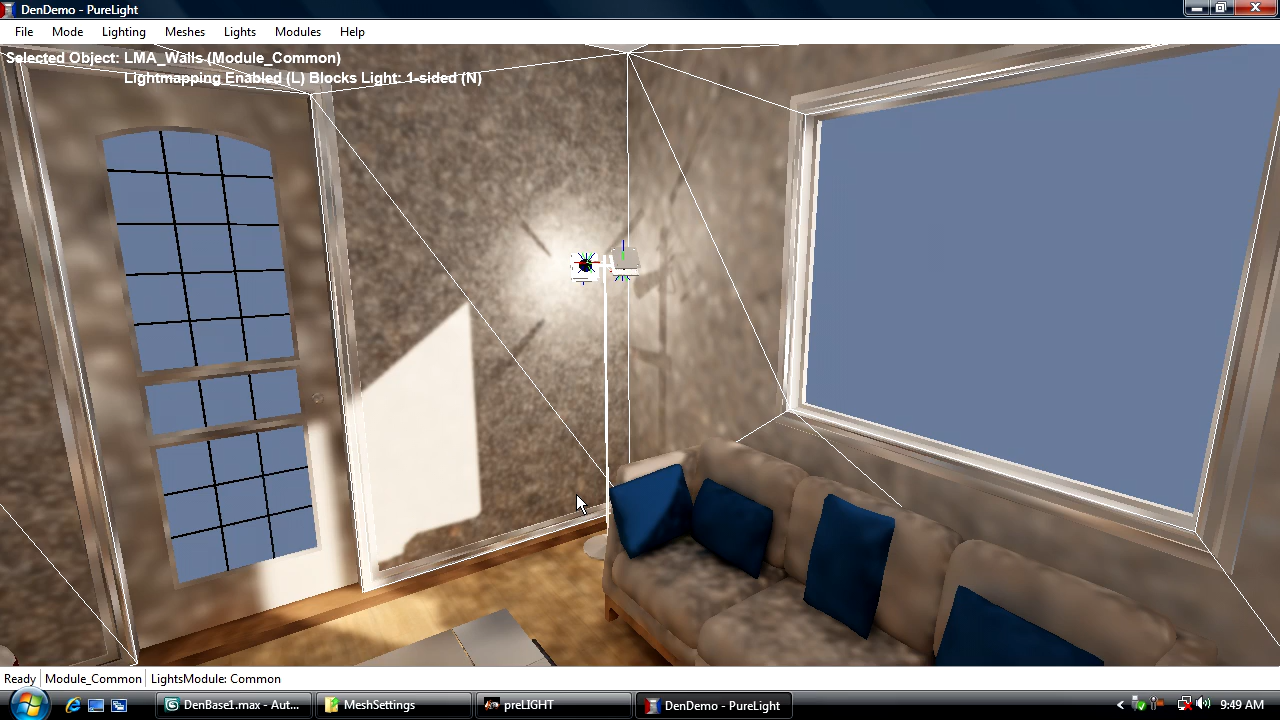 DenDemo - PureLight
File Mode Lighting Meshes Lights Modules Help
Selected Object: LMA_Walls (Module_Common)
Lightmapping Enabled (L) Blocks Light: 1-sided (N)
Ready Module_Common LightsModule: Common
DenBase1.max - Aut... MeshSettings preLIGHT DenDemo - PureLight 9:49 AM